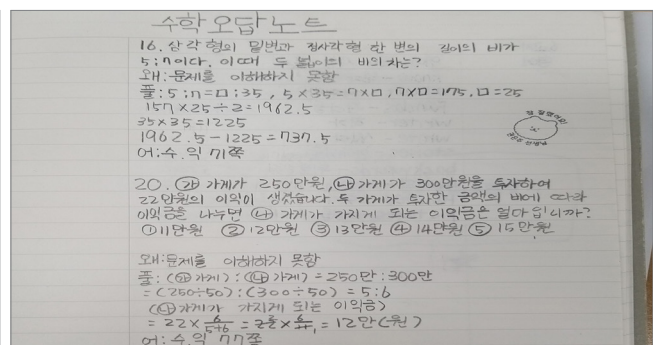 수학 오답 노트
16. 삼각형의 밑변과 정사각형 한 변의 길이의 비가
5:7이다. 이때 두 넓이의 비의 차는?
왜:문제를 이해하지 못함
풀:5:7=□:35, 5×35=7×□, 7×□=175, □=25
157×25÷2=1962.5
35×35=1225
1962.5-1225=737.5
어:수.익 71쪽
참 잘했어요!
선생님
20. ㉮ 가게가 250만원, ㉯ 가게가 300만원을 투자하여
22만원의 이익이 생겼습니다. 두 가게가 투자한 금액의 비에 따라
이익금을 나누면 ㉯ 가게가 가지게 되는 이익금은 얼마입니까?
①11만원 ②12만원 ③13만원 ④14만원 ⑤15만원
왜:문제를 이해하지 못함
풀:(㉮가게):(㉯가게)=250만:300만
=(250÷50):(300÷50)=5:6
(㉯가게가 가지게 되는 이익금)
=22×6/5+6=22×6/11=12만(원)
어:수.익 77쪽